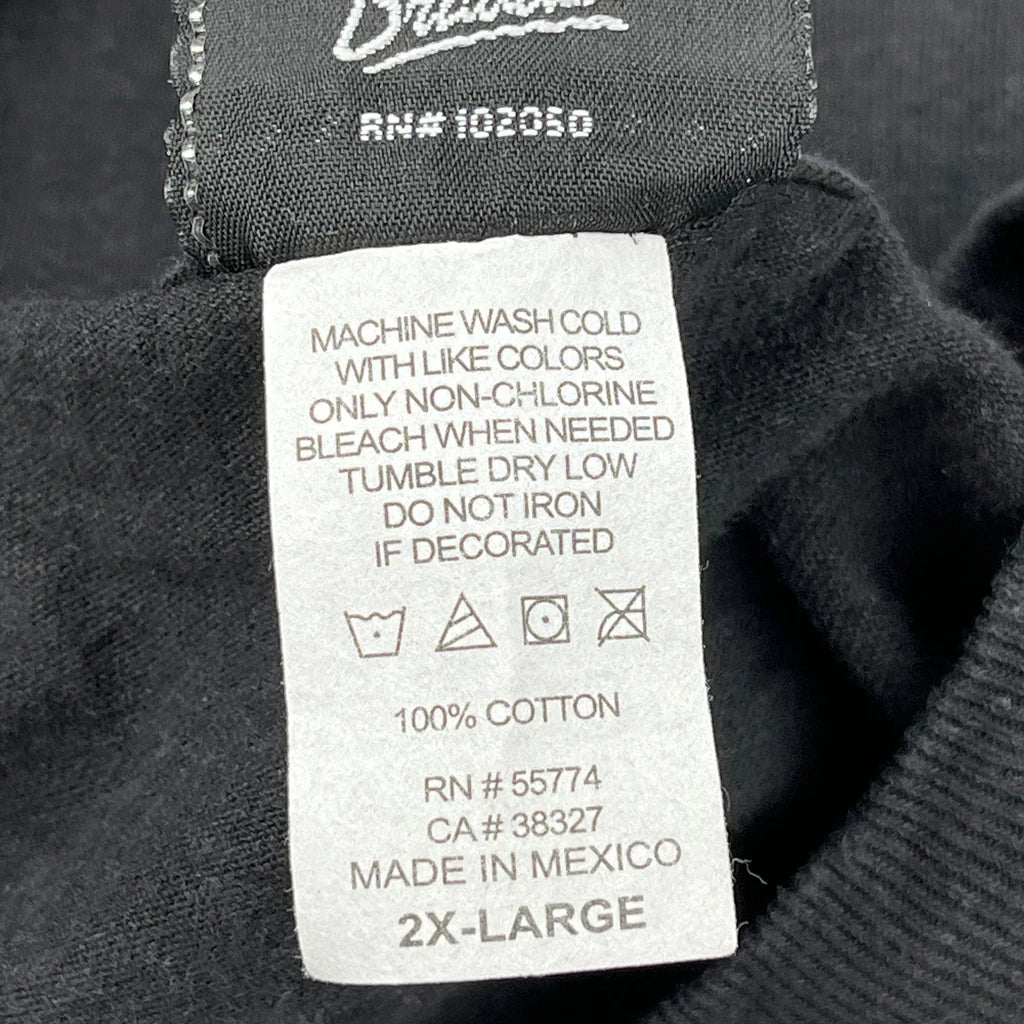 RN# 102050
MACHINE WASH COLD
WITH LIKE COLORS
ONLY NON-CHLORINE
BLEACH WHEN NEEDED
TUMBLE DRY LOW
DO NOT IRON
IF DECORATED
100% COTTON
RN # 55774
CA # 38327
MADE IN MEXICO
2X-LARGE